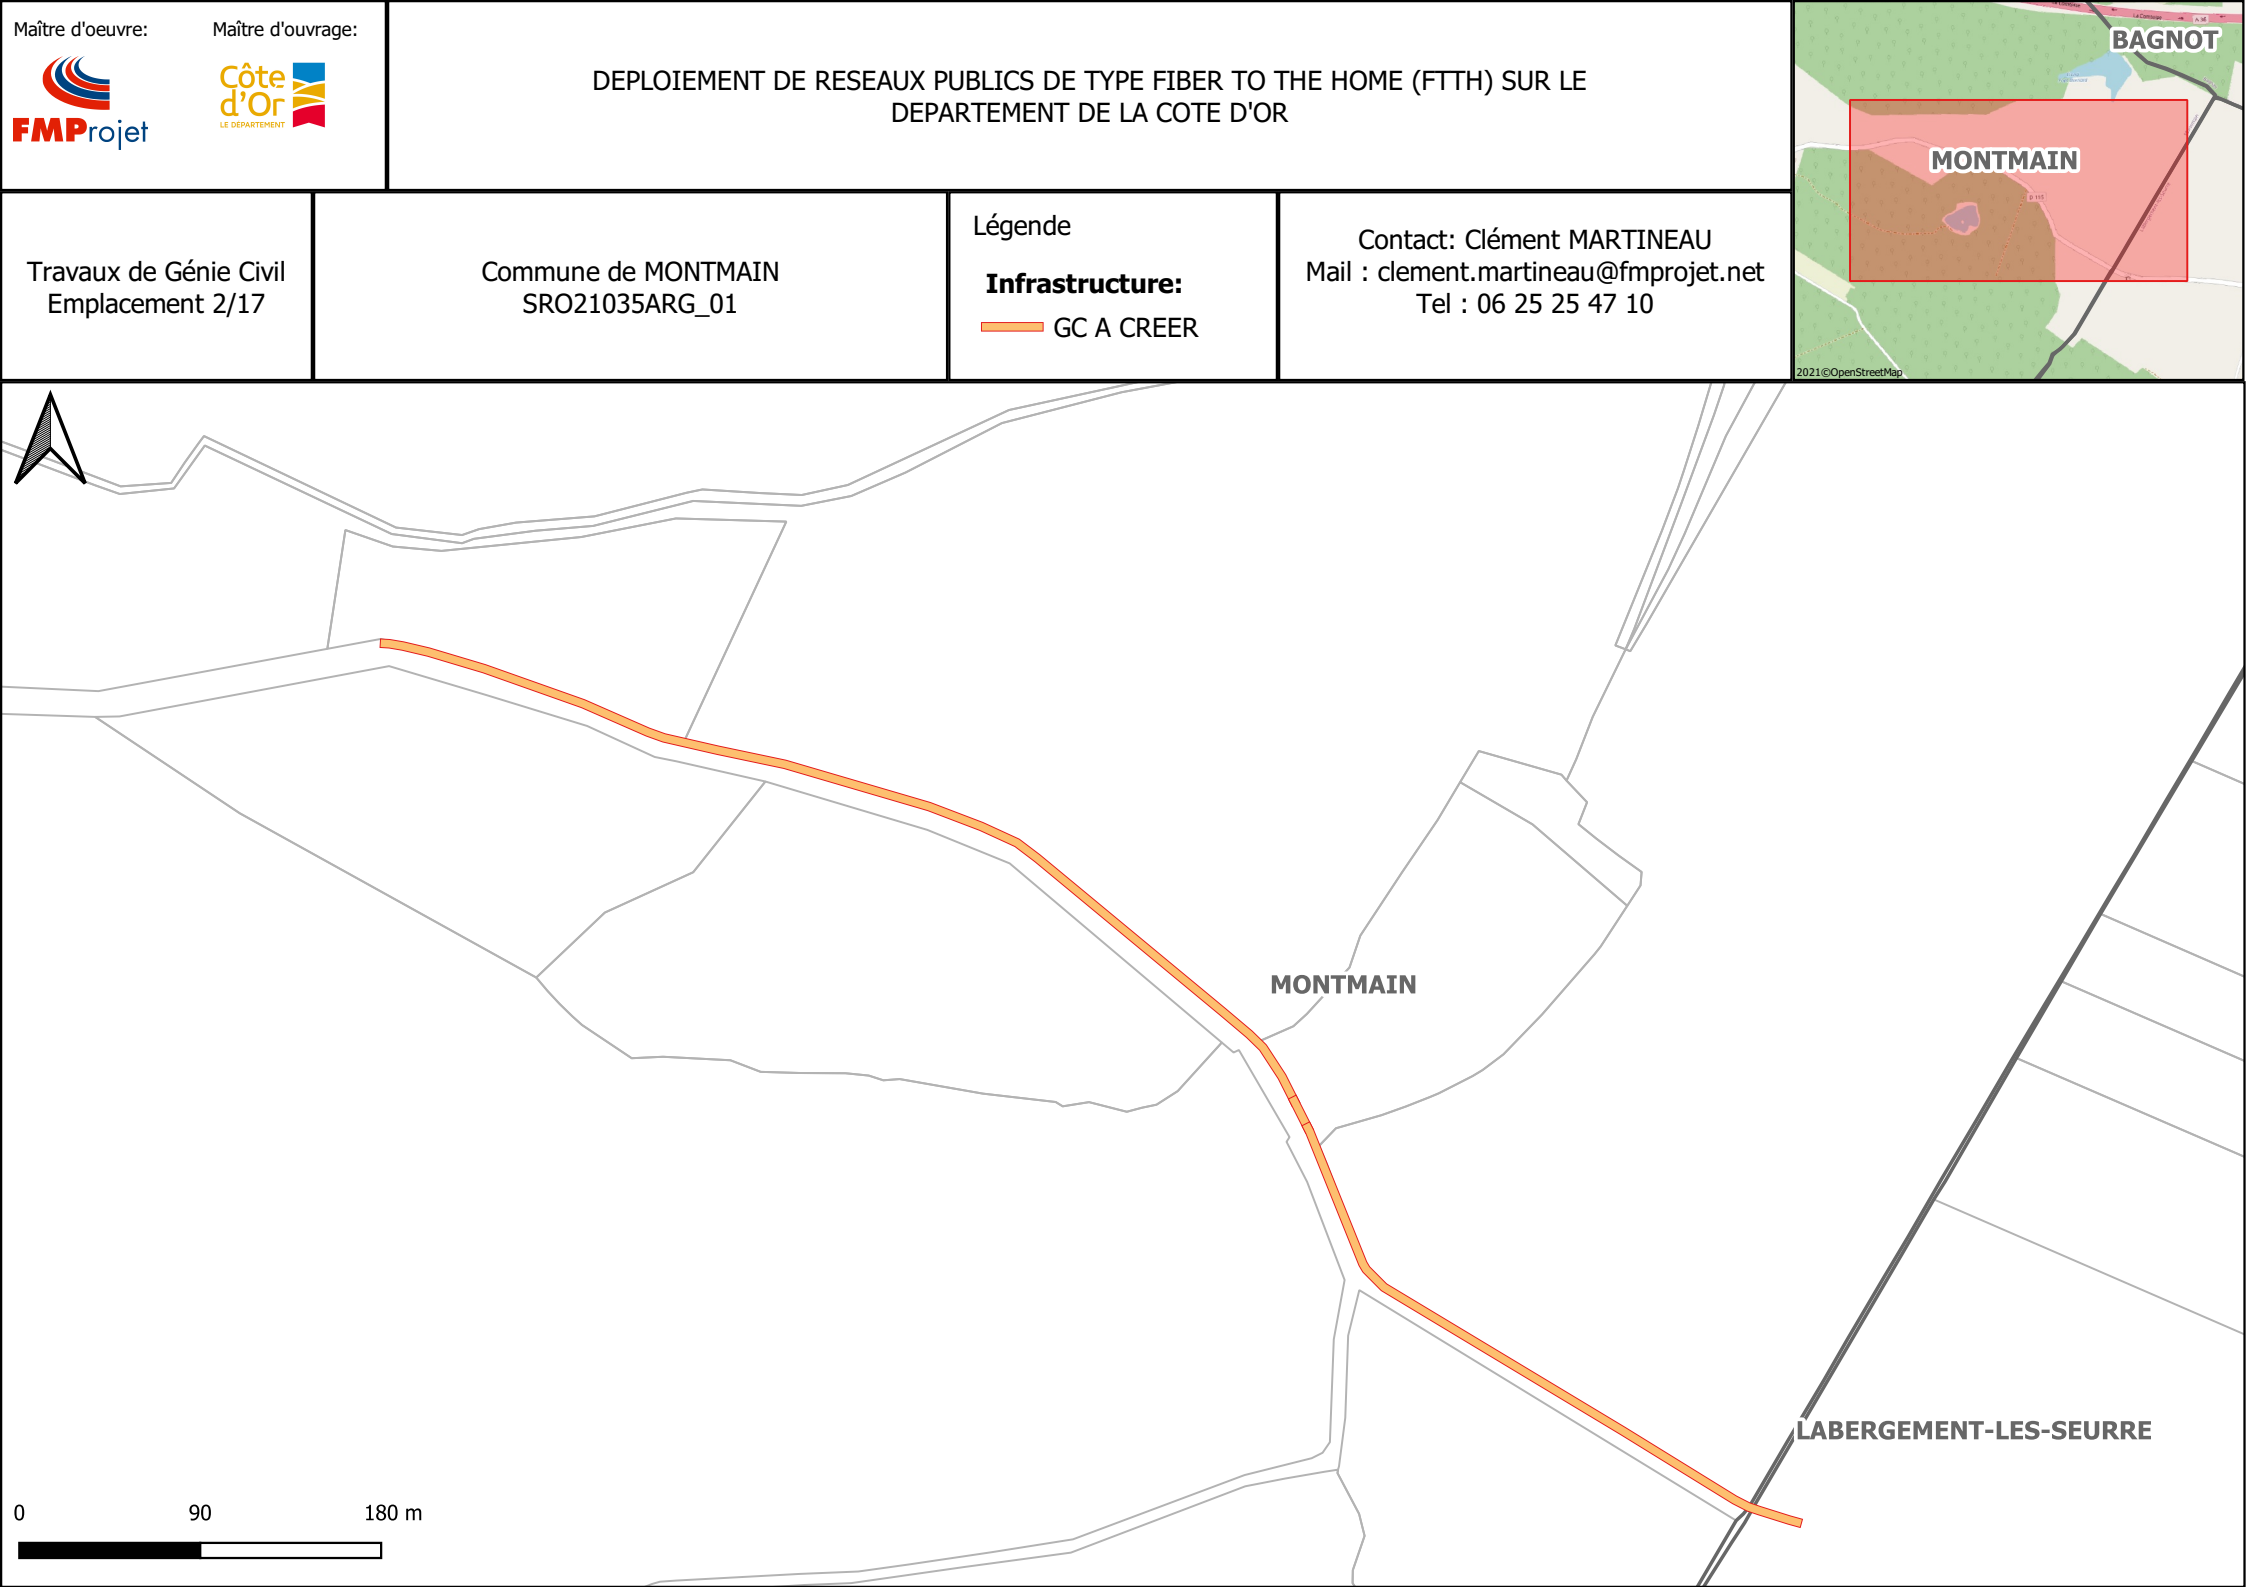 Maître d'oeuvre:
Maître d'ouvrage:
FMProjet
Côte
d'Or
LE DÉPARTEMENT
DEPLOIEMENT DE RESEAUX PUBLICS DE TYPE FIBER TO THE HOME (FTTH) SUR LE
DEPARTEMENT DE LA COTE D'OR
Travaux de Génie Civil
Emplacement 2/17
Commune de MONTMAIN
SRO21035ARG_01
Légende
Infrastructure:
GC A CREER
Contact: Clément MARTINEAU
Mail : clement.martineau@fmprojet.net
Tel : 06 25 25 47 10
A 36
BAGNOT
MONTMAIN
2021©OpenStreetMap
MONTMAIN
LABERGEMENT-LES-SEURRE
0 90 180 m